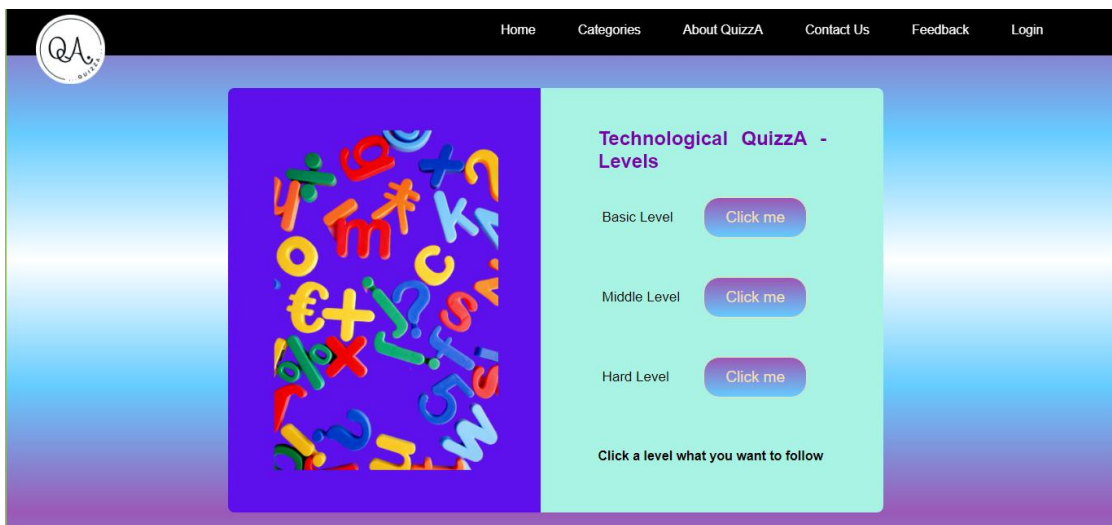 QA.
...QUIZZA...
Home Categories About QuizzA Contact Us Feedback Login
Technological QuizzA -
Levels
Basic Level Click me
Middle Level Click me
Hard Level Click me
Click a level what you want to follow